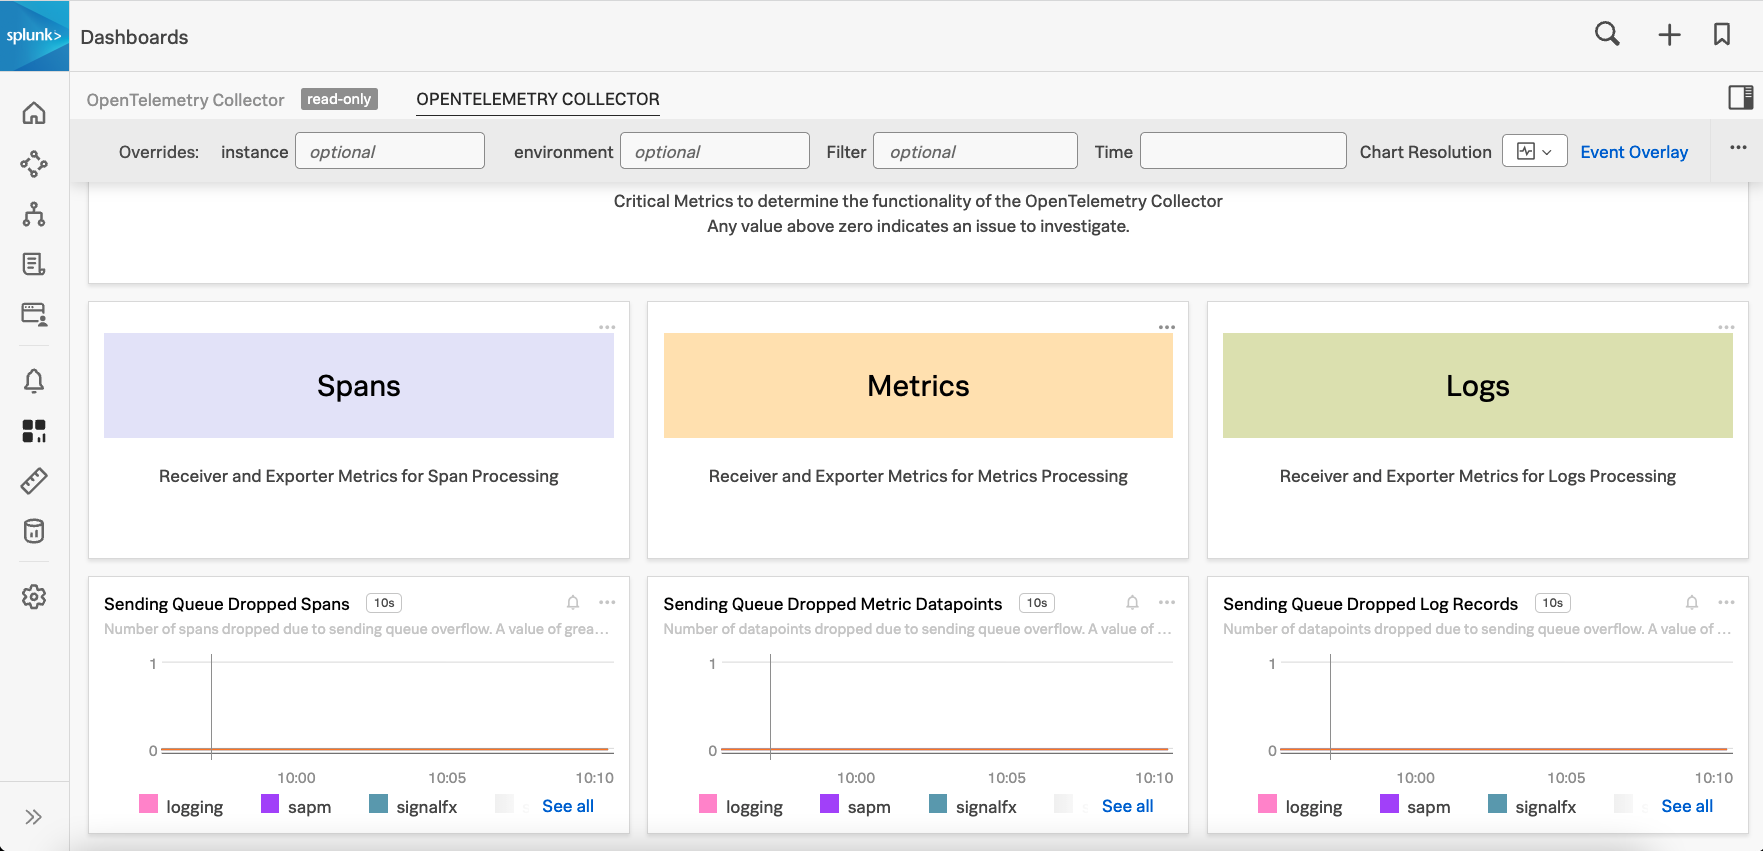 splunk>
Dashboards
OpenTelemetry Collector read-only OPENTELEMETRY COLLECTOR
Overrides: instance optional environment optional Filter optional Time Chart Resolution Event Overlay
Critical Metrics to determine the functionality of the OpenTelemetry Collector
Any value above zero indicates an issue to investigate.
Spans
Receiver and Exporter Metrics for Span Processing
Metrics
Receiver and Exporter Metrics for Metrics Processing
Logs
Receiver and Exporter Metrics for Logs Processing
Sending Queue Dropped Spans 10s
Number of spans dropped due to sending queue overflow. A value of grea...
1
0
10:00 10:05 10:10
logging sapm signalfx s See all
Sending Queue Dropped Metric Datapoints 10s
Number of datapoints dropped due to sending queue overflow. A value of ...
1
0
10:00 10:05 10:10
logging sapm signalfx s See all
Sending Queue Dropped Log Records 10s
Number of datapoints dropped due to sending queue overflow. A value of ...
1
0
10:00 10:05 10:10
logging sapm signalfx s See all